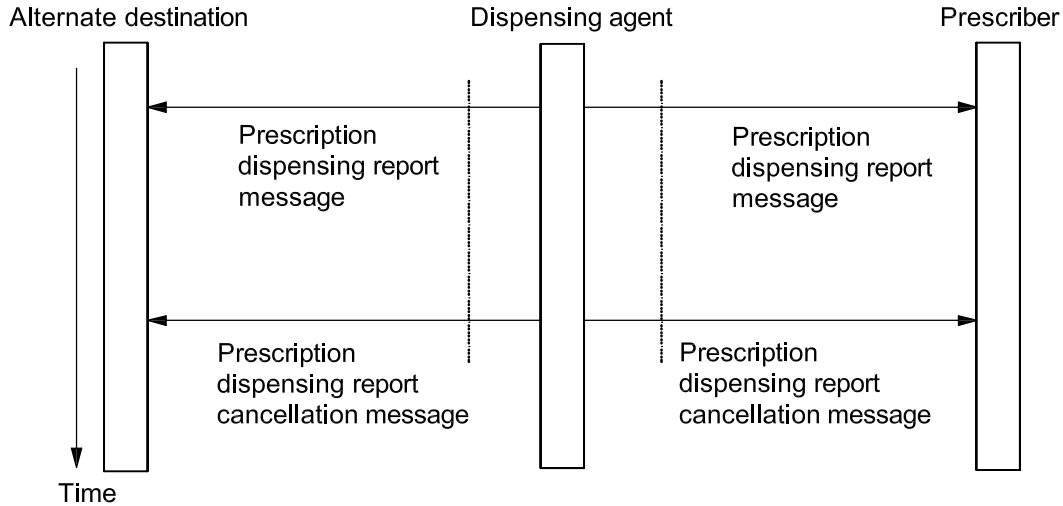 Alternate destination
Dispensing agent
Prescriber
Prescription
dispensing report
message
Prescription
dispensing report
message
Prescription
dispensing report
cancellation message
Prescription
dispensing report
cancellation message
Time